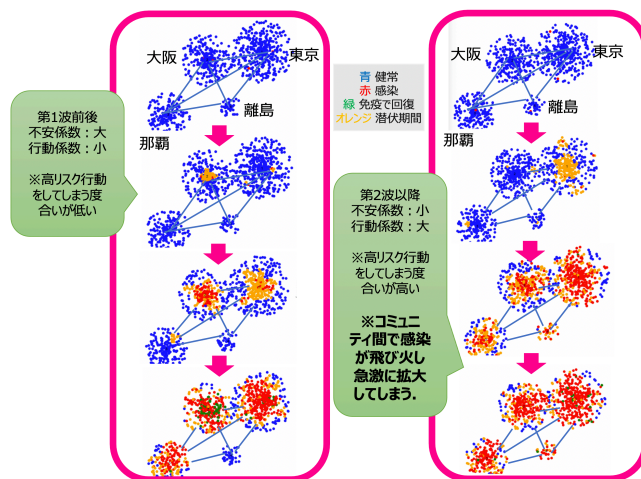 大阪
東京
離島
那覇
第1波前後
不安係数：大
行動係数：小
※高リスク行動
をしてしまう度
合いが低い
青 健常
赤 感染
緑 免疫で回復
オレンジ 潜伏期間
大阪
東京
離島
那覇
第2波以降
不安係数：小
行動係数：大
※高リスク行動
をしてしまう度
合いが高い
※コミュニ
ティ間で感染
が飛び火し
急激に拡大
してしまう.